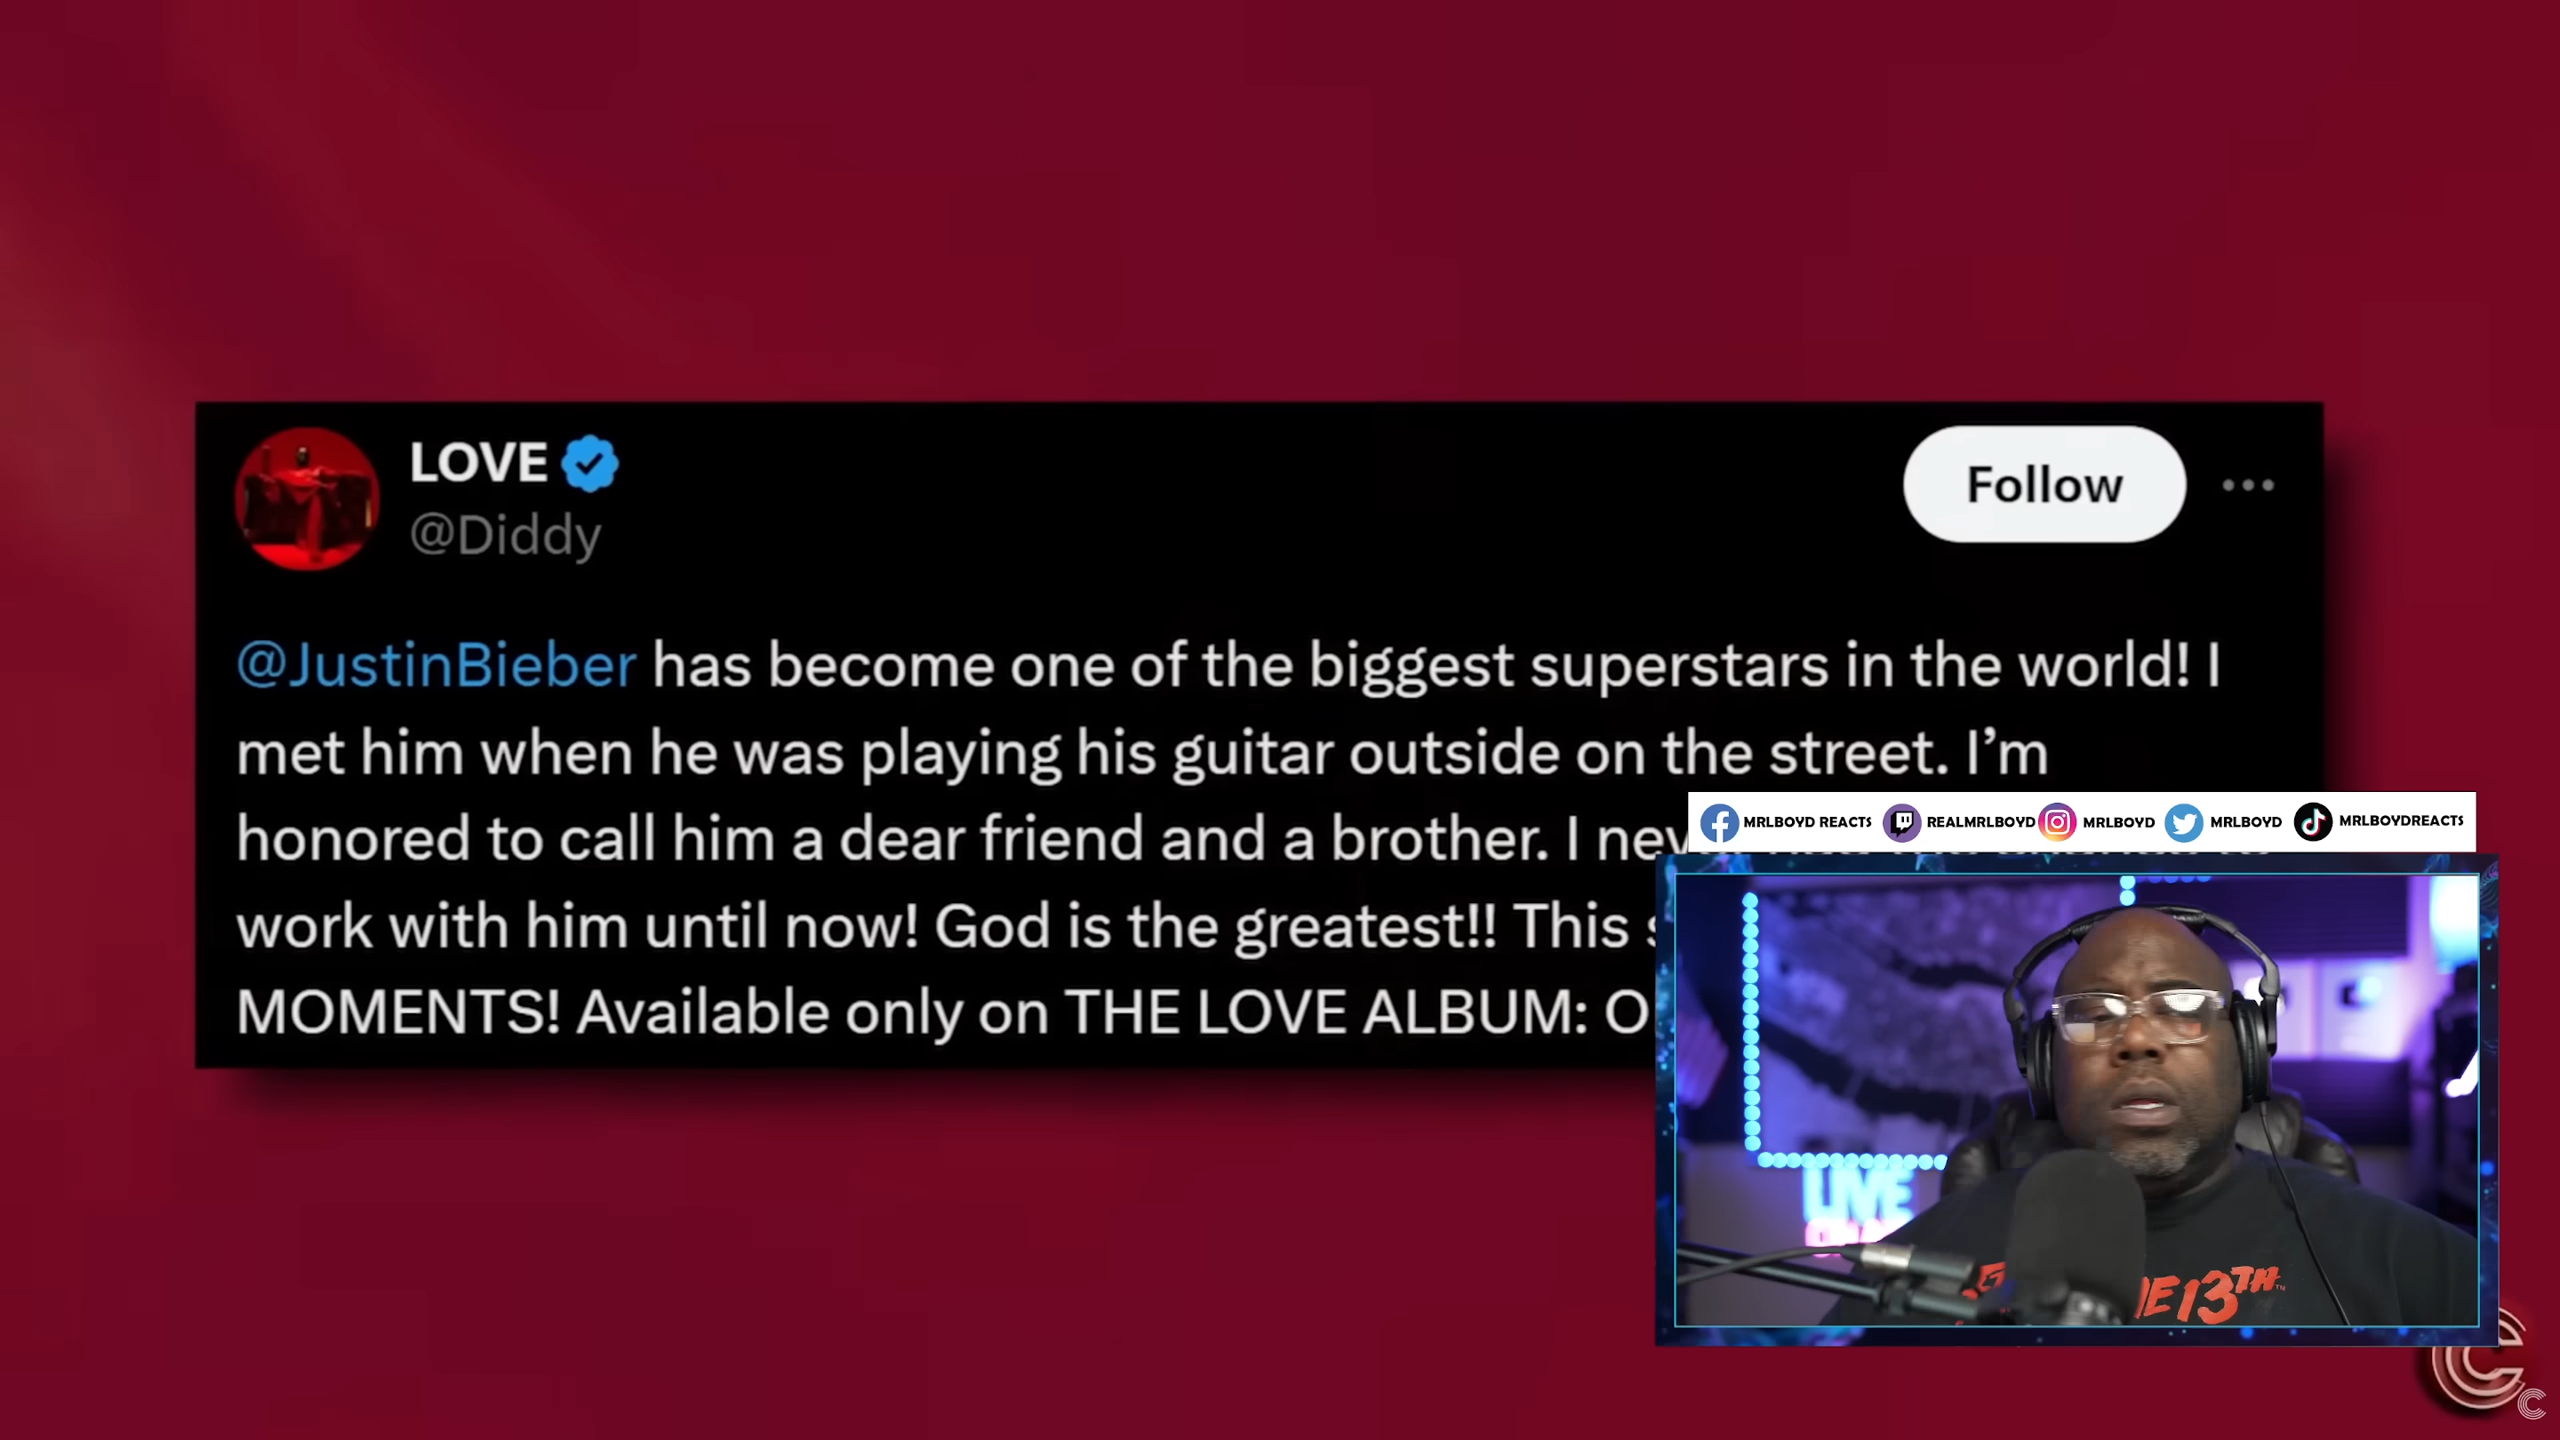 LOVE
@Diddy
Follow
@JustinBieber has become one of the biggest superstars in the world! I
met him when he was playing his guitar outside on the street. I’m
honored to call him a dear friend and a brother. I
work with him until now! God is the greatest!! This
MOMENTS! Available only on THE LOVE ALBUM:
MRLBOYD REACTS REALMRLBOYD MRLBOYD MRLBOYD MRLBOYDREACTS
LIVE
13TH